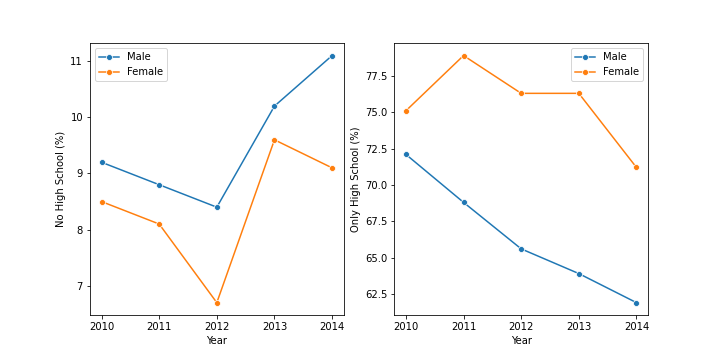 Male
Female
11
10
9
8
7
No High School (%)
2010 2011 2012 2013 2014
Year
Male
Female
77.5
75.0
72.5
70.0
67.5
65.0
62.5
Only High School (%)
2010 2011 2012 2013 2014
Year